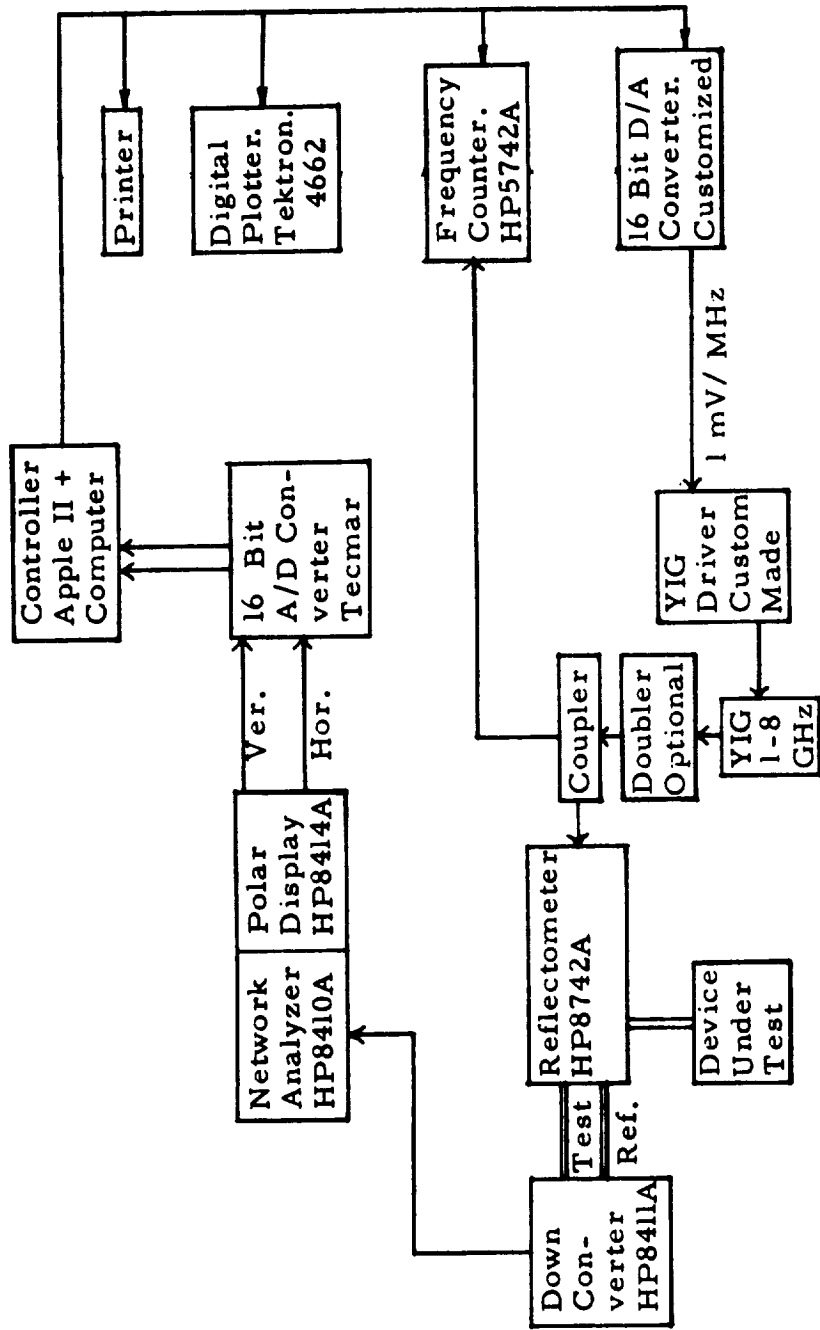 Controller
Apple II +
Computer
Printer
Digital
Plotter.
Tektron.
4662
Network
Analyzer
HP8410A
Polar
Display
HP8414A
Ver.
Hor.
16 Bit
A/D Con-
verter
Tecmar
Frequency
Counter.
HP5742A
Down
Con-
verter
HP8411A
Test
Ref.
Reflectometer
HP8742A
Coupler
Doubler
Optional
YIG
1-8
GHz
YIG
Driver
Custom
Made
1 mV/ MHz
16 Bit D/A
Converter.
Customized
Device
Under
Test